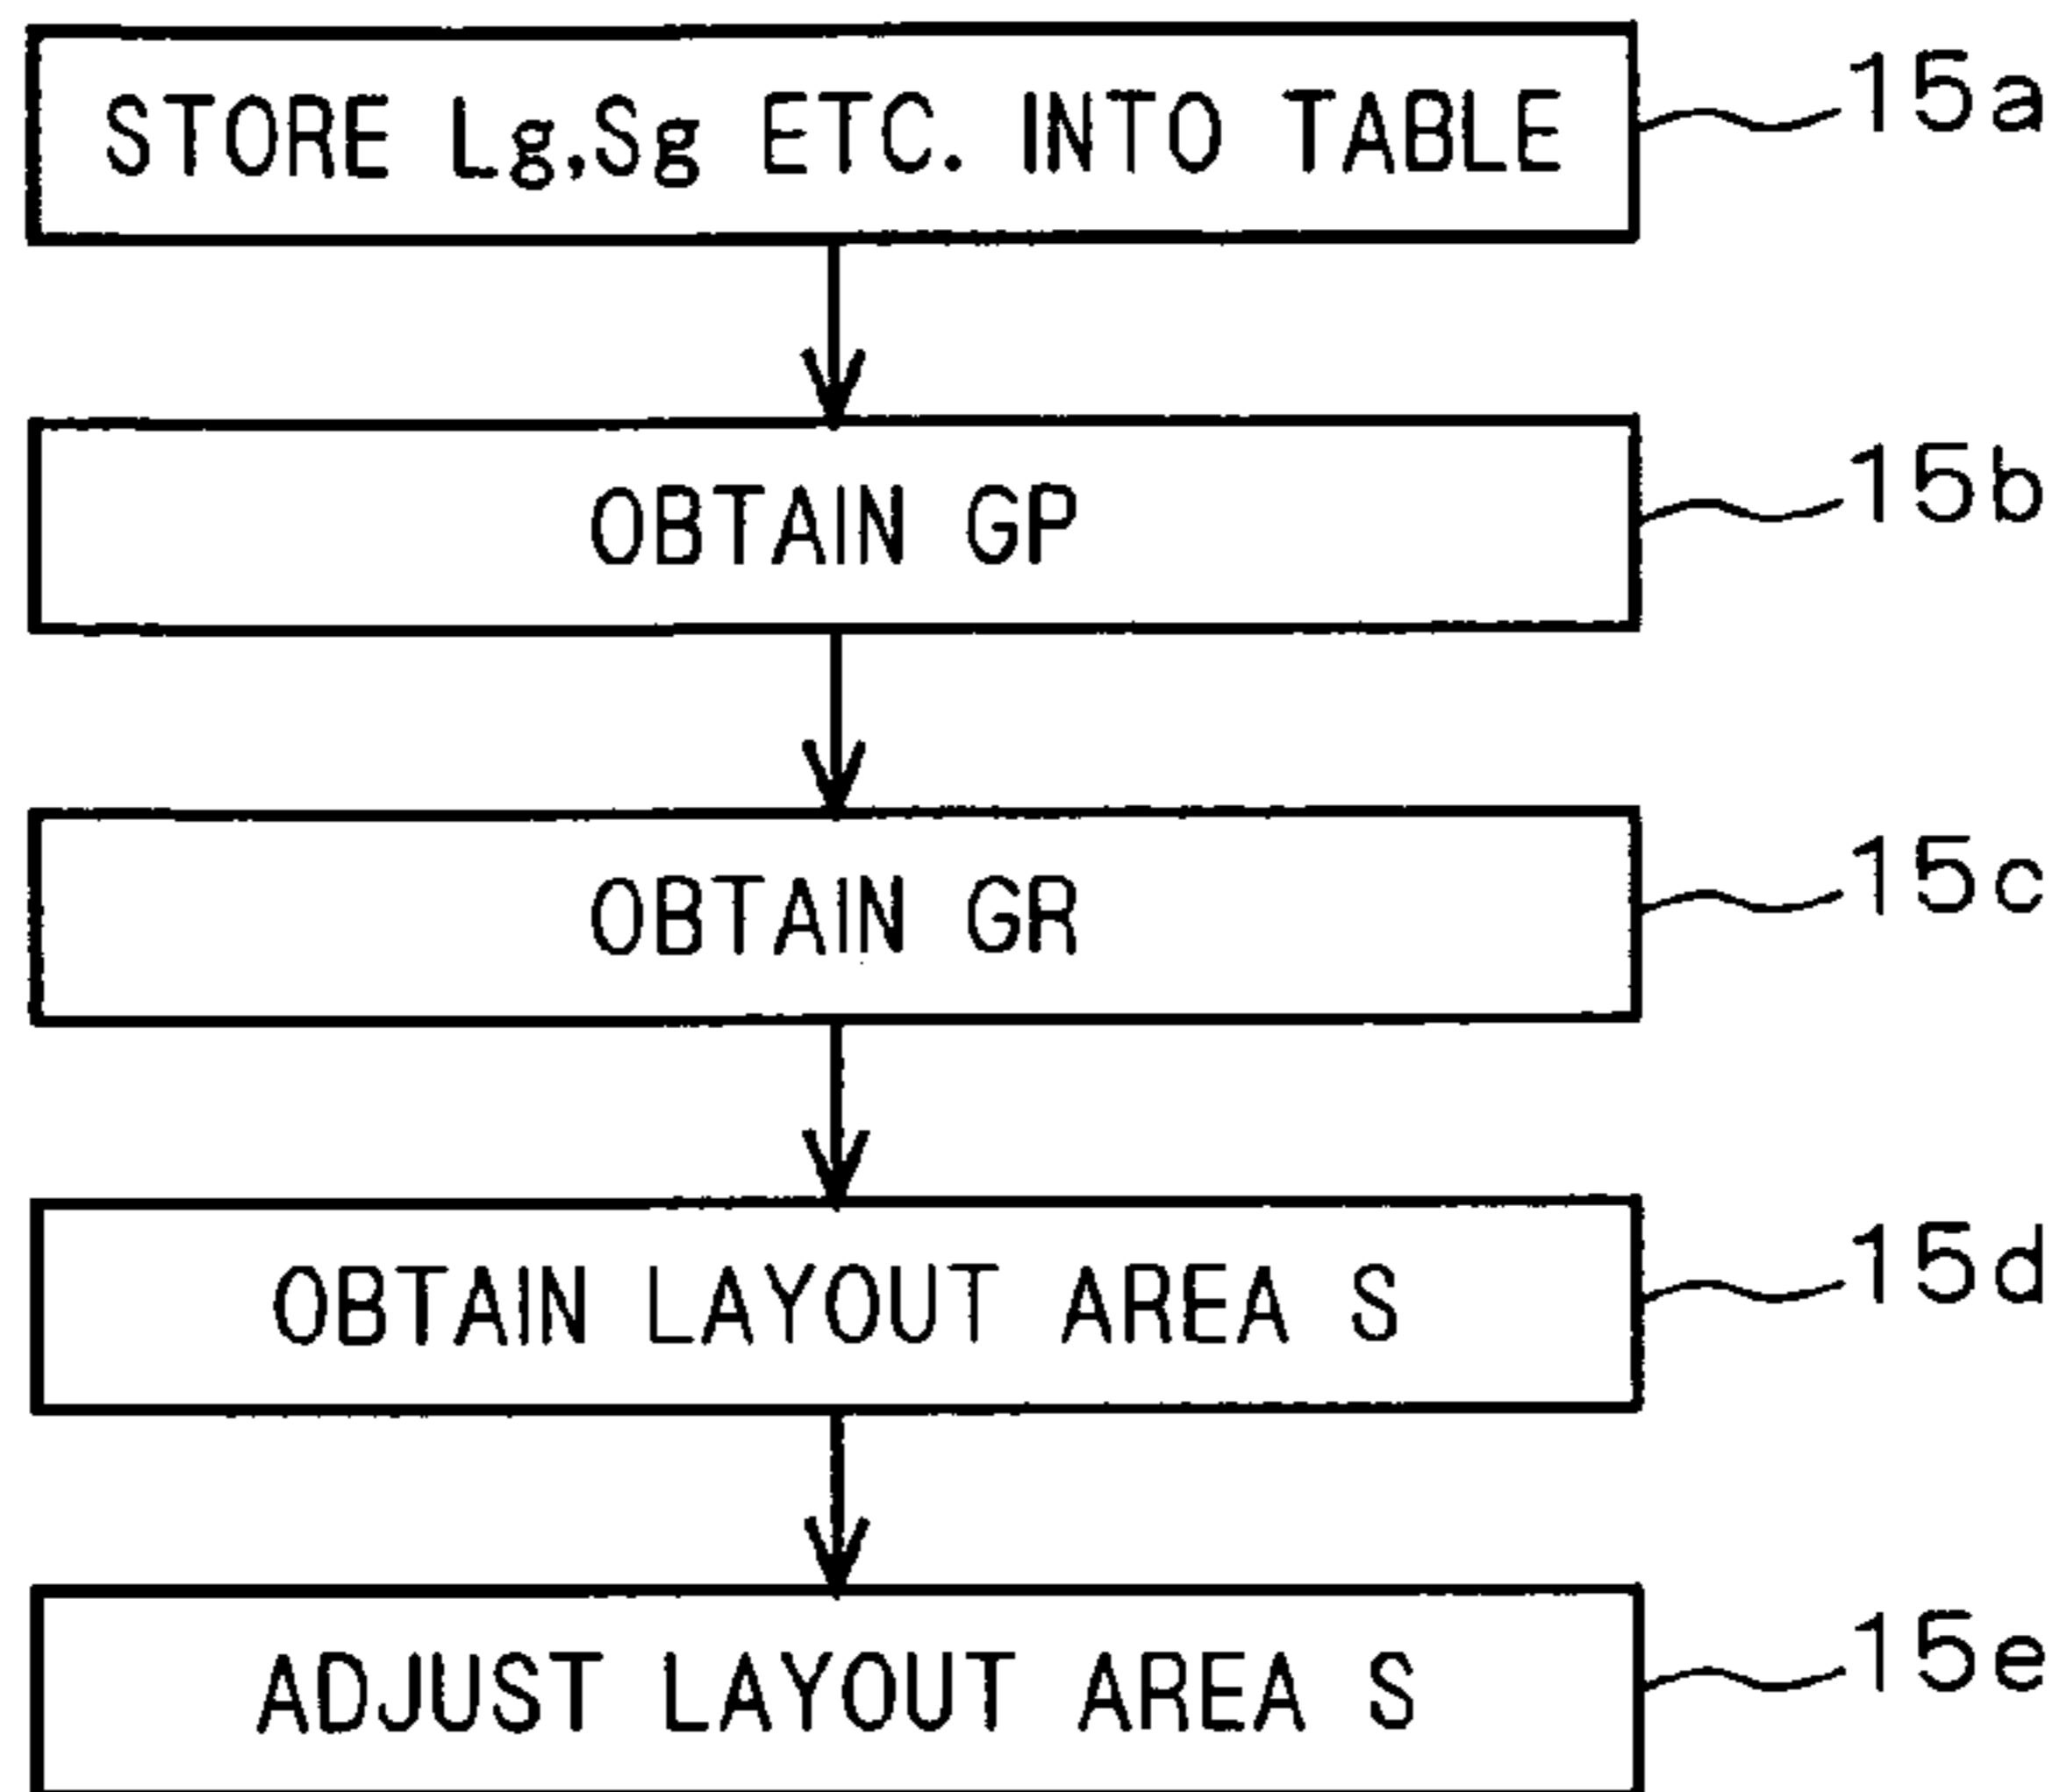 STORE Lg,Sg ETC. INTO TABLE 15a
OBTAIN GP 15b
OBTAIN GR 15c
OBTAIN LAYOUT AREA S 15d
ADJUST LAYOUT AREA S 15e